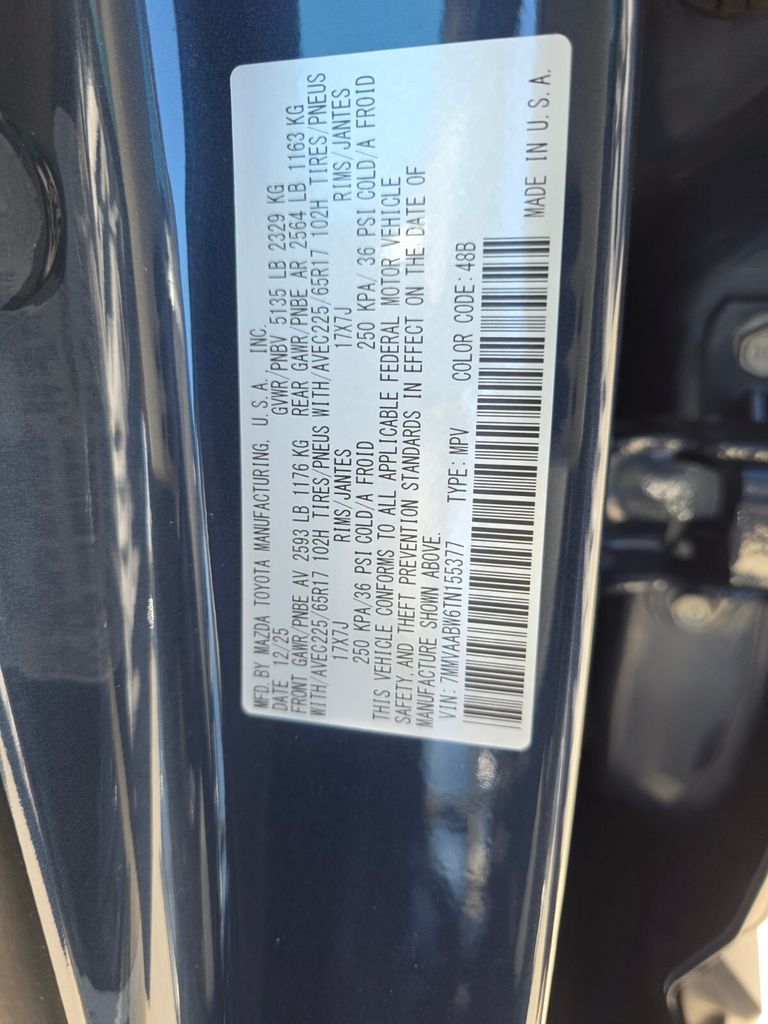 MFD.BY MAZDA TOYOTA MANUFACTURING, U.S.A. INC.
DATE 12/25 GVWR/PNBV 5135 LB 2329 KG
FRONT GAWR/PNBE AV 2593 LB 1176 KG REAR GAWR/PNBE AR 2564 LB 1163 KG
WITH/AVEC225/65R17 102H TIRES/PNEUS WITH/AVEC225/65R17 102H TIRES/PNEUS
17X7J RIMS/JANTES 17X7J RIMS/JANTES
250 KPA/36 PSI COLD/A FROID 250 KPA/ 36 PSI COLD/A FROID
THIS VEHICLE CONFORMS TO ALL APPLICABLE FEDERAL MOTOR VEHICLE
SAFETY,AND THEFT PREVENTION STANDARDS IN EFFECT ON THE DATE OF
MANUFACTURE SHOWN ABOVE.
VIN:7MMVAABW6TN155377 TYPE:MPV COLOR CODE:48B
MADE IN U.S.A.